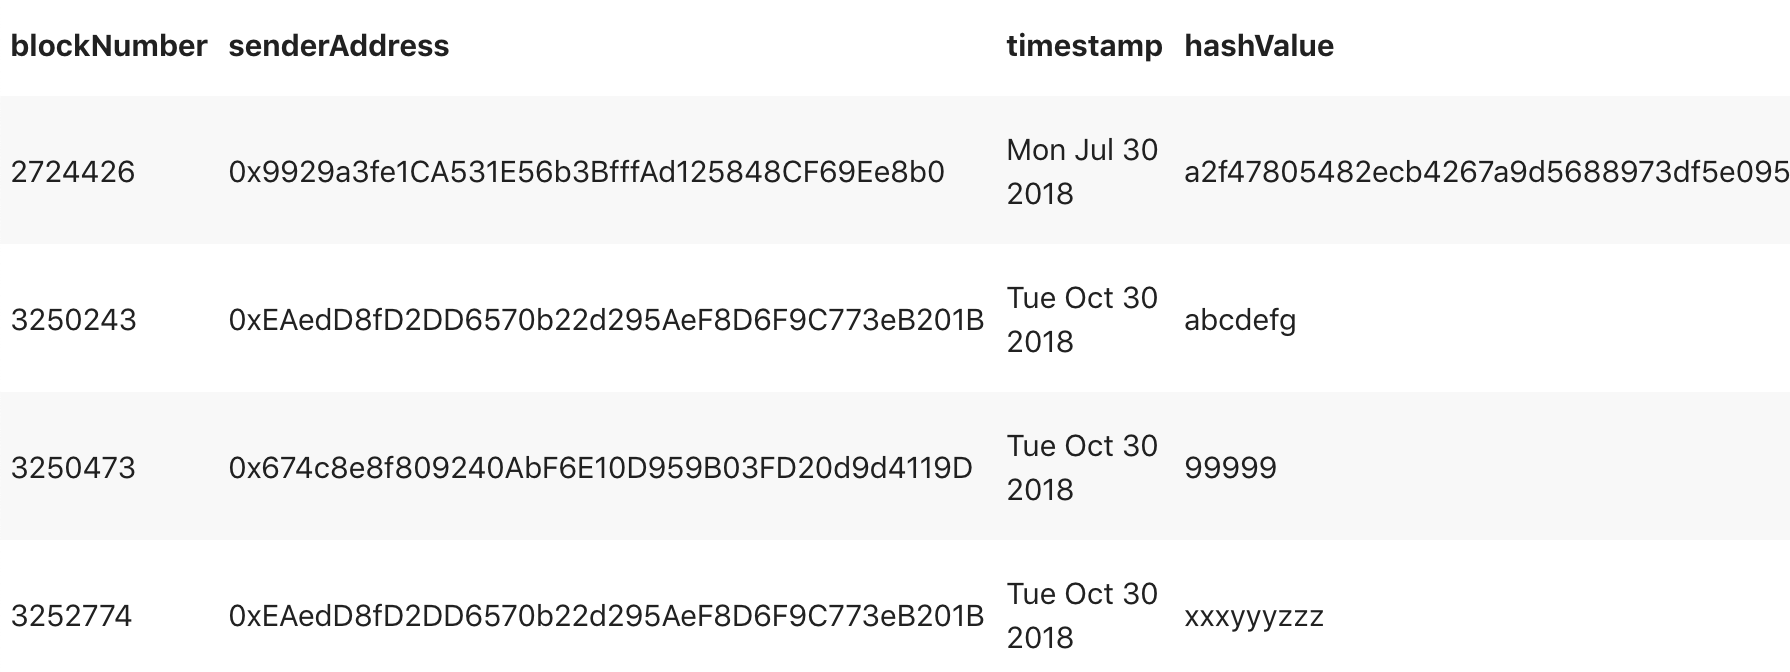 blockNumber senderAddress timestamp hashValue
2724426 0x9929a3fe1CA531E56b3BfffAd125848CF69Ee8b0 Mon Jul 30 2018 a2f47805482ecb4267a9d5688973df5e095
3250243 0xEAedD8fD2DD6570b22d295AeF8D6F9C773eB201B Tue Oct 30 2018 abcdefg
3250473 0x674c8e8f809240AbF6E10D959B03FD20d9d4119D Tue Oct 30 2018 99999
3252774 0xEAedD8fD2DD6570b22d295AeF8D6F9C773eB201B Tue Oct 30 2018 xxxyyyzzz